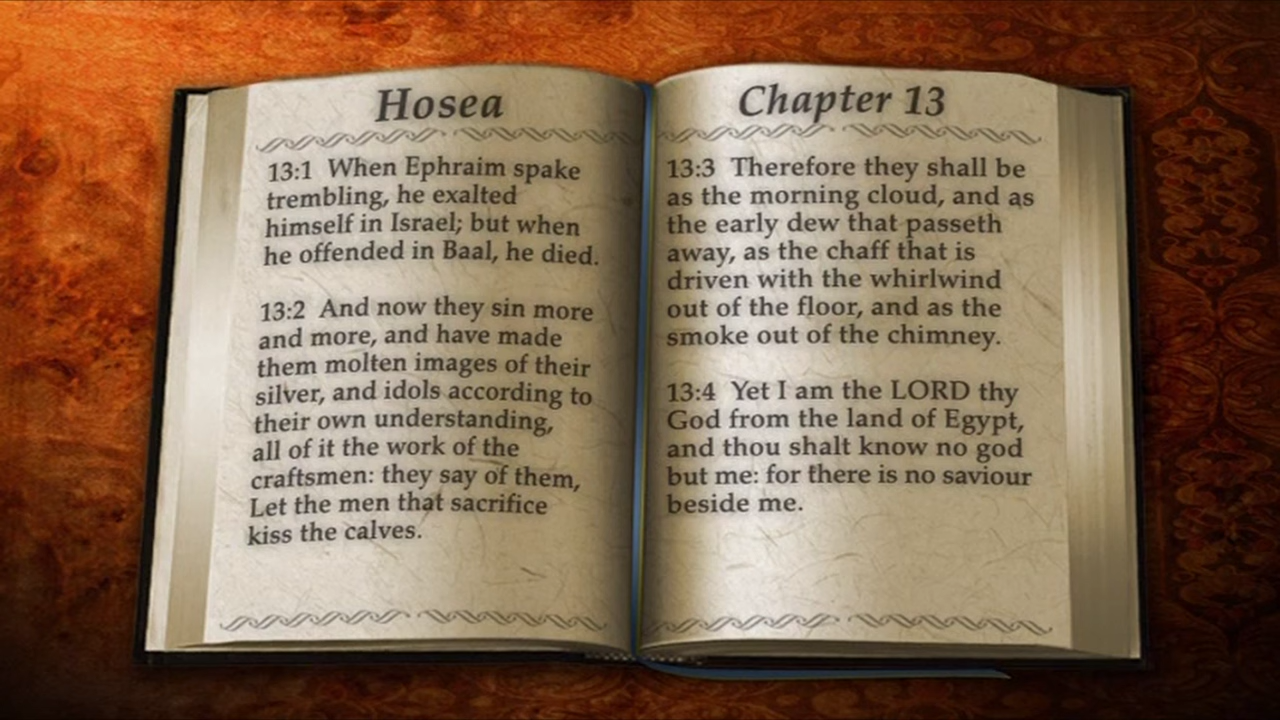 Hosea
13:1 When Ephraim spake
trembling, he exalted
himself in Israel; but when
he offended in Baal, he died.
13:2 And now they sin more
and more, and have made
them molten images of their
silver, and idols according to
their own understanding,
all of it the work of the
craftsmen: they say of them,
Let the men that sacrifice
kiss the calves.
Chapter 13
13:3 Therefore they shall be
as the morning cloud, and as
the early dew that passeth
away, as the chaff that is
driven with the whirlwind
out of the floor, and as the
smoke out of the chimney.
13:4 Yet I am the LORD thy
God from the land of Egypt,
and thou shalt know no god
but me: for there is no saviour
beside me.